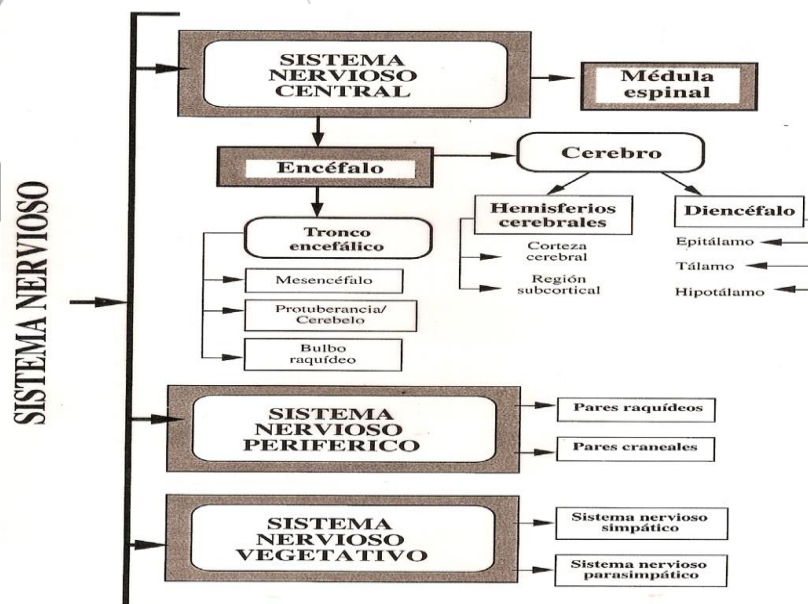 SISTEMA NERVIOSO
SISTEMA
NERVIOSO
CENTRAL
Médula
espinal
Encéfalo
Cerebro
Tronco
encefálico
Mesencéfalo
Protuberancia/
Cerebelo
Bulbo
raquídeo
Hemisferios
cerebrales
Corteza
cerebral
Región
subcortical
Diencéfalo
Epitálamo
Tálamo
Hipotálamo
SISTEMA
NERVIOSO
PERIFERICO
Pares raquídeos
Pares craneales
SISTEMA
NERVIOSO
VEGETATIVO
Sistema nervioso
simpático
Sistema nervioso
parasimpático